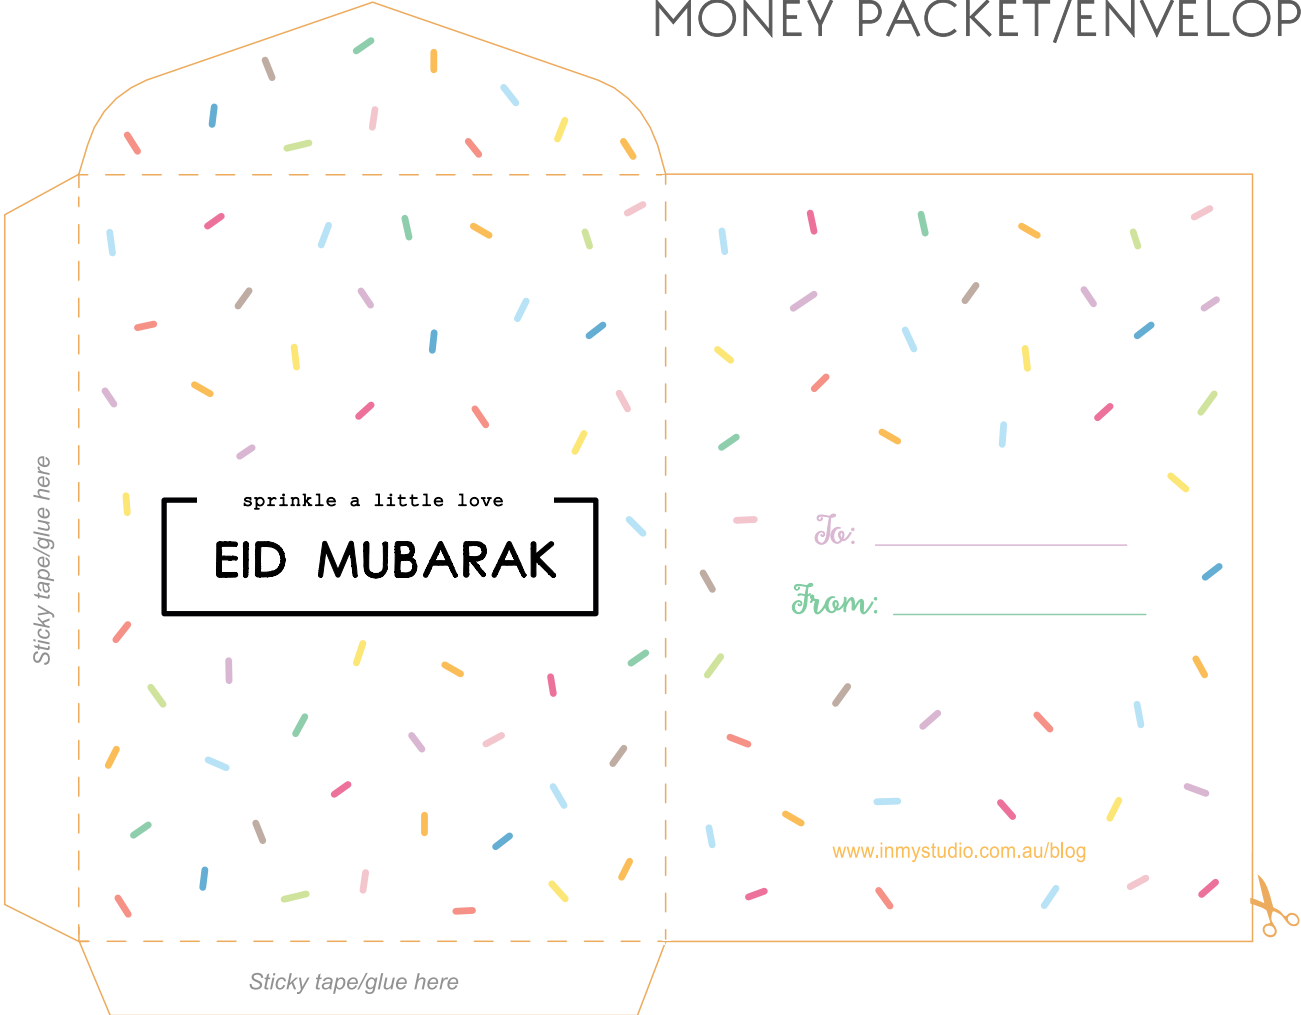 MONEY PACKET/ENVELOP
sprinkle a little love
EID MUBARAK
To:
From:
www.inmystudio.com.au/blog
Sticky tape/glue here
Sticky tape/glue here